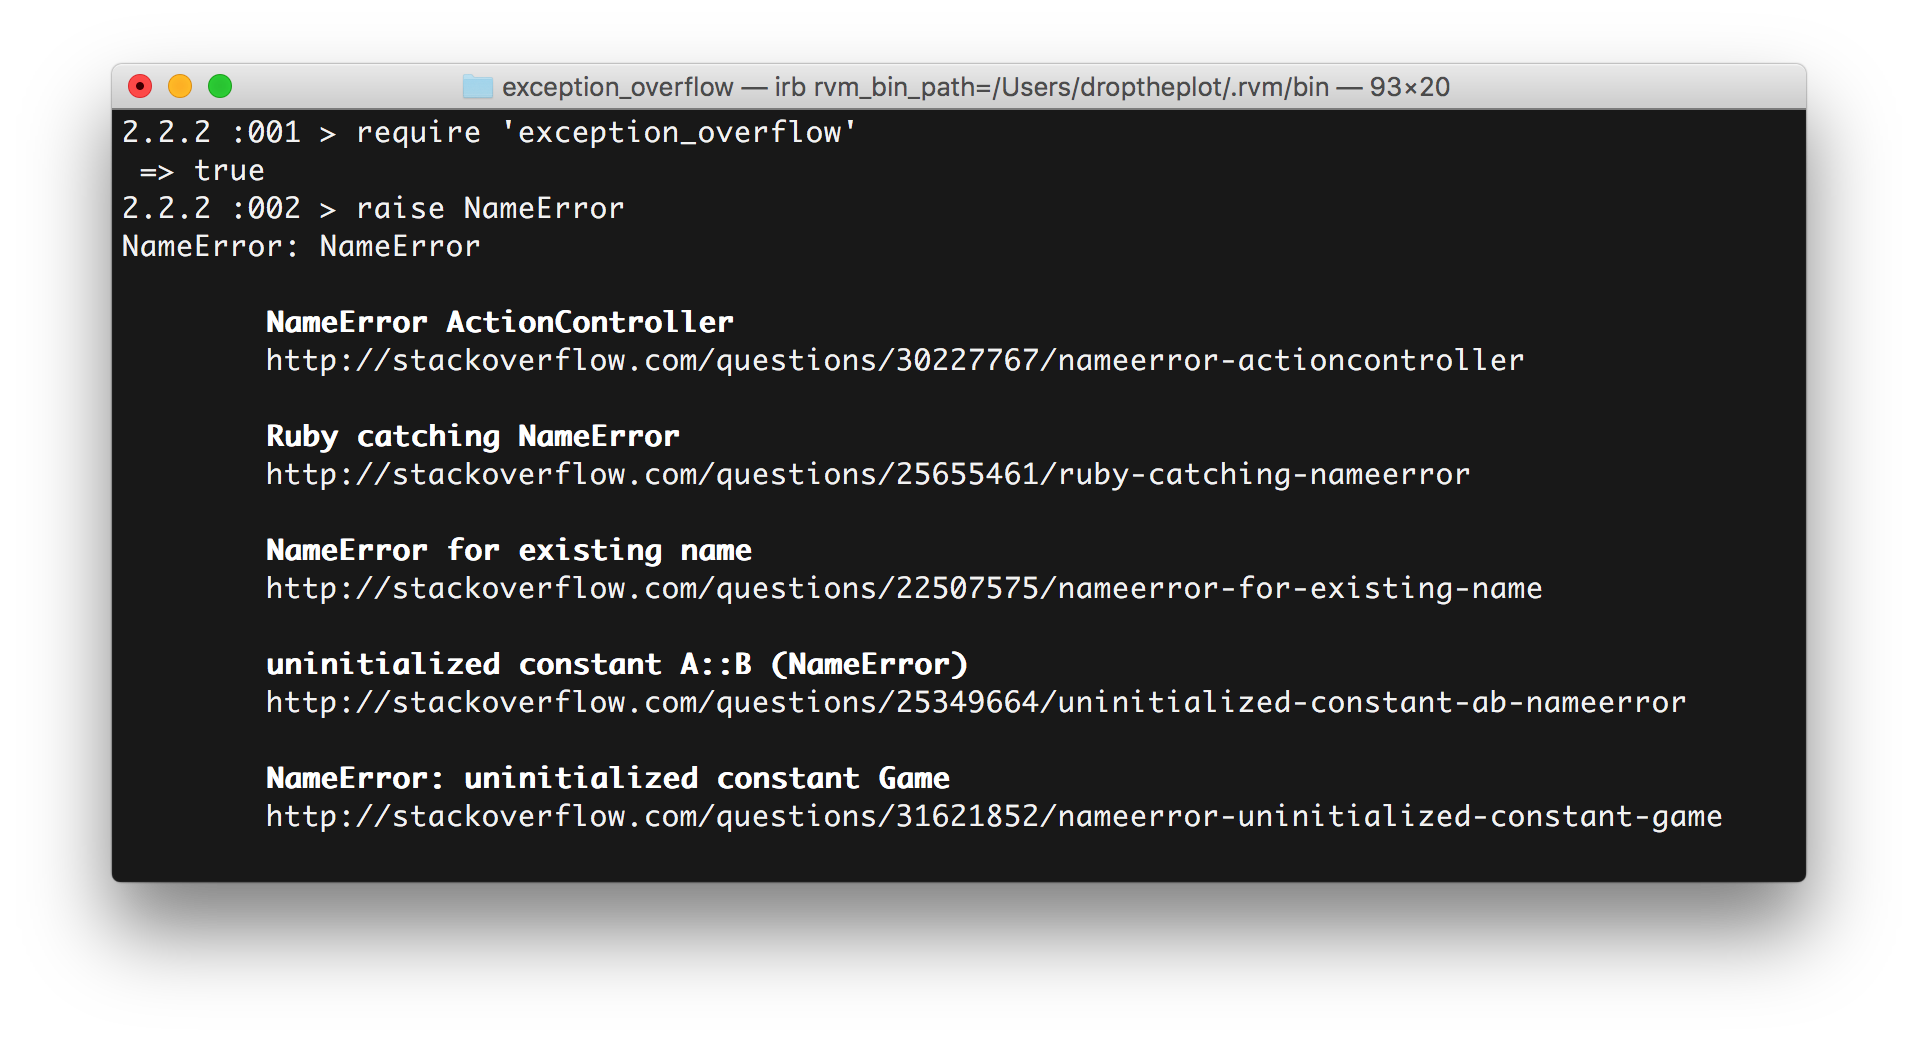 exception_overflow — irb rvm_bin_path=/Users/droptheplot/.rvm/bin — 93×20
2.2.2 :001 > require 'exception_overflow'
=> true
2.2.2 :002 > raise NameError
NameError: NameError
NameError ActionController
http://stackoverflow.com/questions/30227767/nameerror-actioncontroller
Ruby catching NameError
http://stackoverflow.com/questions/25655461/ruby-catching-nameerror
NameError for existing name
http://stackoverflow.com/questions/22507575/nameerror-for-existing-name
uninitialized constant A::B (NameError)
http://stackoverflow.com/questions/25349664/uninitialized-constant-ab-nameerror
NameError: uninitialized constant Game
http://stackoverflow.com/questions/31621852/nameerror-uninitialized-constant-game